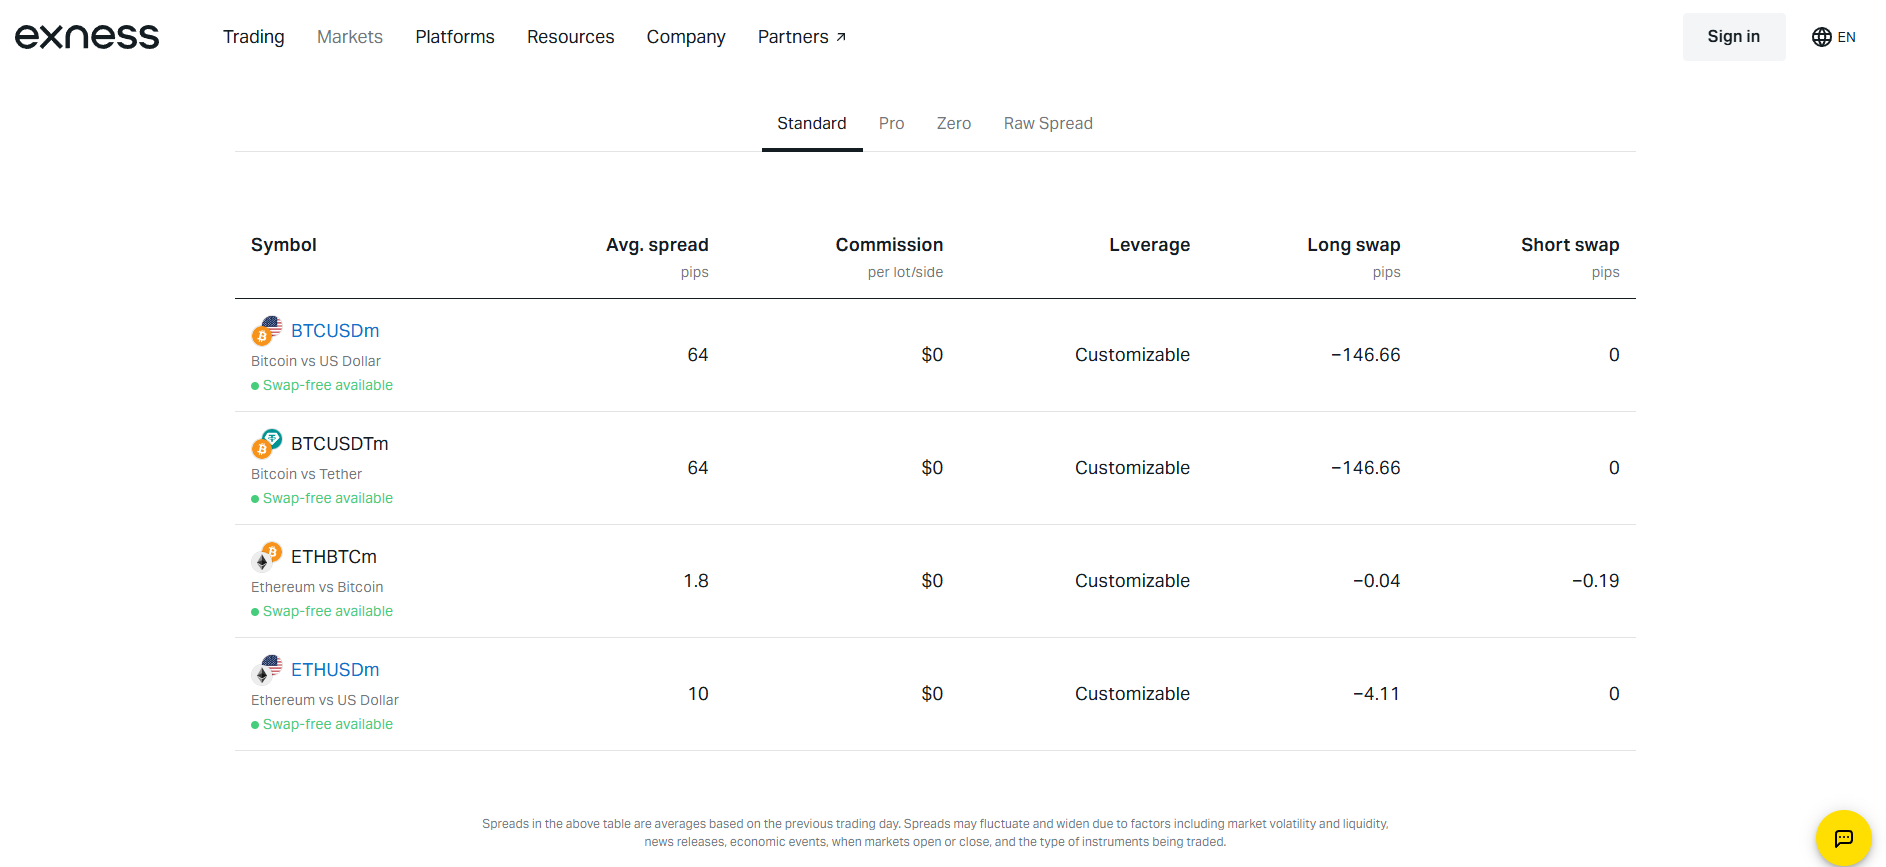 exness
Trading Markets Platforms Resources Company Partners ↗ Sign in EN
Standard Pro Zero Raw Spread
Symbol Avg. spread Commission Leverage Long swap Short swap
pips per lot/side pips pips
BTCUSDm
Bitcoin vs US Dollar
Swap-free available
64 $0 Customizable −146.66 0
BTCUSDTm
Bitcoin vs Tether
Swap-free available
64 $0 Customizable −146.66 0
ETHBTCm
Ethereum vs Bitcoin
Swap-free available
1.8 $0 Customizable −0.04 −0.19
ETHUSDm
Ethereum vs US Dollar
Swap-free available
10 $0 Customizable −4.11 0
Spreads in the above table are averages based on the previous trading day. Spreads may fluctuate and widen due to factors including market volatility and liquidity,
news releases, economic events, when markets open or close, and the type of instruments being traded.